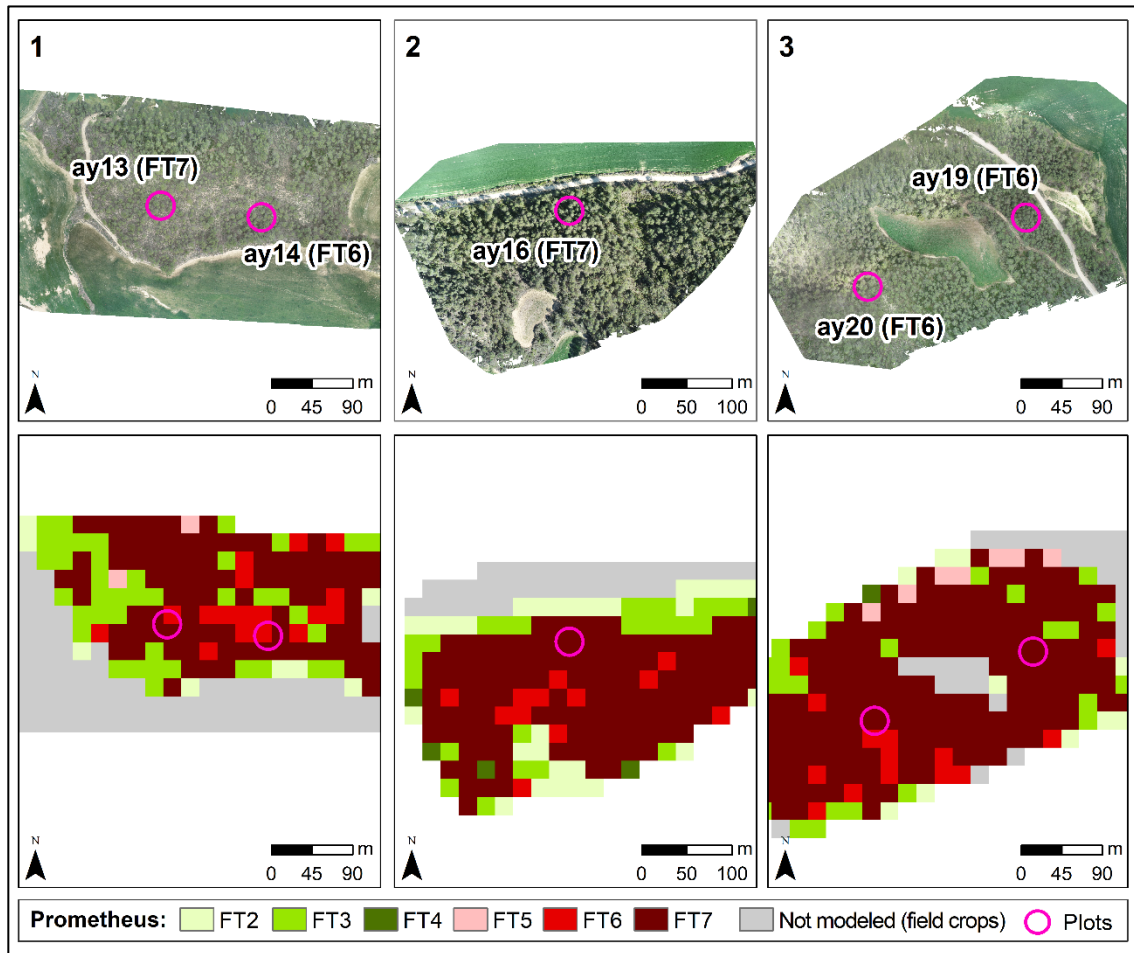 1
ay13 (FT7)
ay14 (FT6)
N
m
0 45 90
2
ay16 (FT7)
N
m
0 50 100
3
ay19 (FT6)
ay20 (FT6)
N
m
0 45 90
N
m
0 45 90
N
m
0 50 100
N
m
0 45 90
Prometheus: FT2 FT3 FT4 FT5 FT6 FT7 Not modeled (field crops) Plots